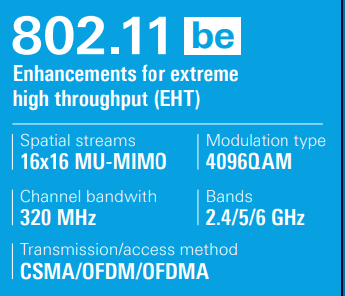 802.11 be
Enhancements for extreme
high throughput (EHT)
Spatial streams
16x16 MU-MIMO
Modulation type
4096QAM
Channel bandwith
320 MHz
Bands
2.4/5/6 GHz
Transmission/access method
CSMA/OFDM/OFDMA